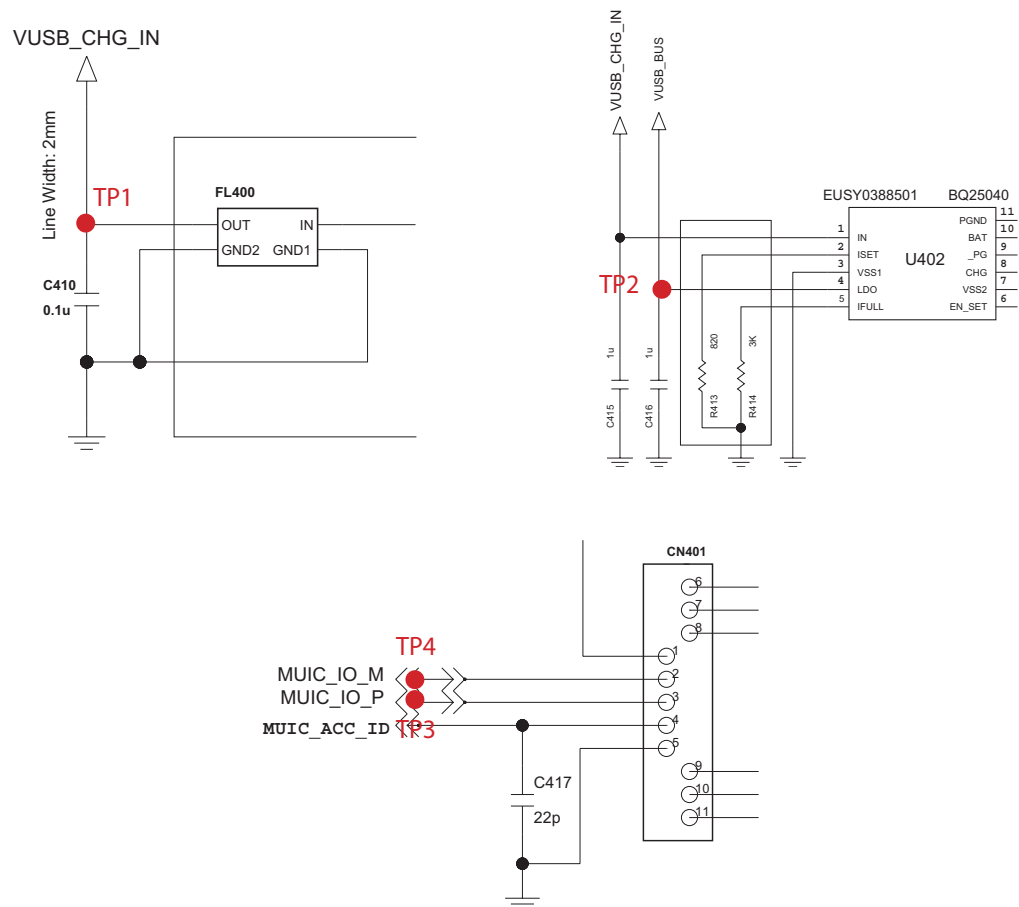 VUSB_CHG_IN
Line Width: 2mm
TP1
FL400
OUT IN
GND2 GND1
C410
0.1u
VUSB_CHG_IN
VUSB_BUS
EUSY0388501 BQ25040
U402
1 IN
2 ISET
3 VSS1
4 LDO
5 IFULL
PGND 11
BAT 10
_PG 9
CHG 8
VSS2 7
EN_SET 6
TP2
1u
C415
1u
C416
820
R413
3K
R414
CN401
6
7
8
1
2
3
4
5
9
10
11
TP4
MUIC_IO_M
MUIC_IO_P
MUIC_ACC_ID
TP3
C417
22p